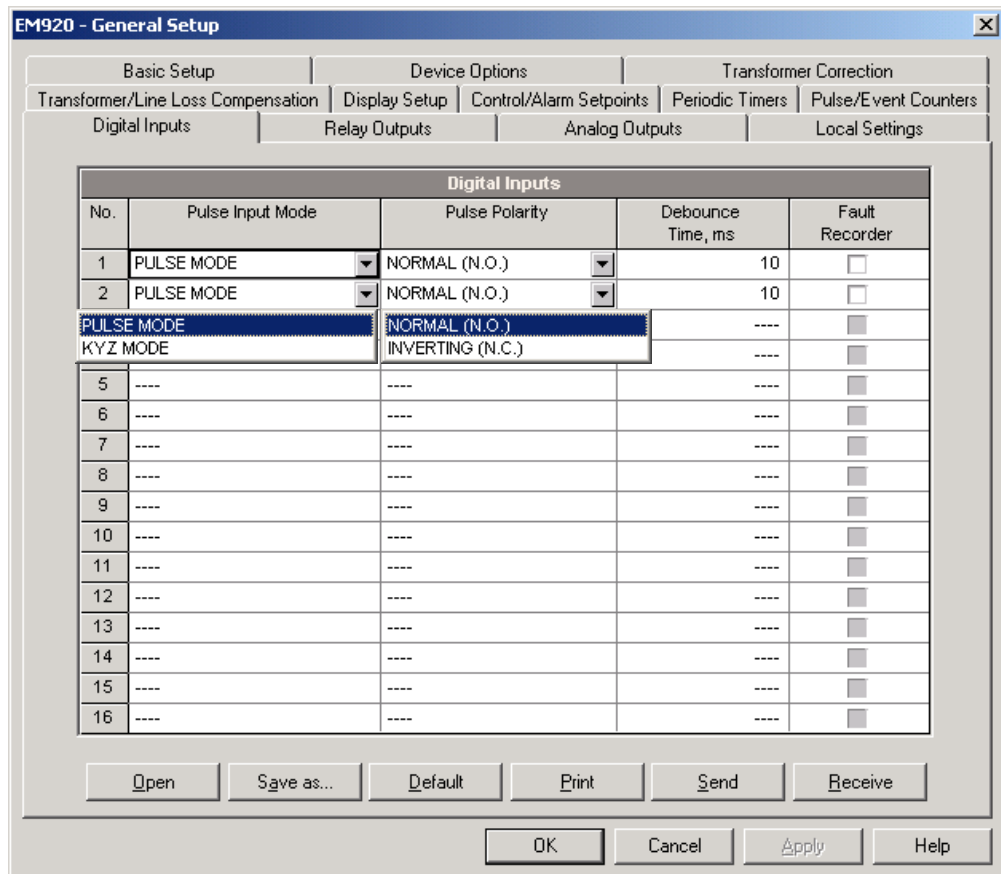 EM920 - General Setup
Basic Setup Device Options Transformer Correction
Transformer/Line Loss Compensation Display Setup Control/Alarm Setpoints Periodic Timers Pulse/Event Counters
Digital Inputs Relay Outputs Analog Outputs Local Settings
Digital Inputs
No. Pulse Input Mode Pulse Polarity Debounce Time, ms Fault Recorder
1 PULSE MODE NORMAL (N.O.) 10
2 PULSE MODE NORMAL (N.O.) 10
PULSE MODE NORMAL (N.O.) ----
KYZ MODE INVERTING (N.C.) ----
5 ---- ---- ----
6 ---- ---- ----
7 ---- ---- ----
8 ---- ---- ----
9 ---- ---- ----
10 ---- ---- ----
11 ---- ---- ----
12 ---- ---- ----
13 ---- ---- ----
14 ---- ---- ----
15 ---- ---- ----
16 ---- ---- ----
Open Save as... Default Print Send Receive
OK Cancel Apply Help